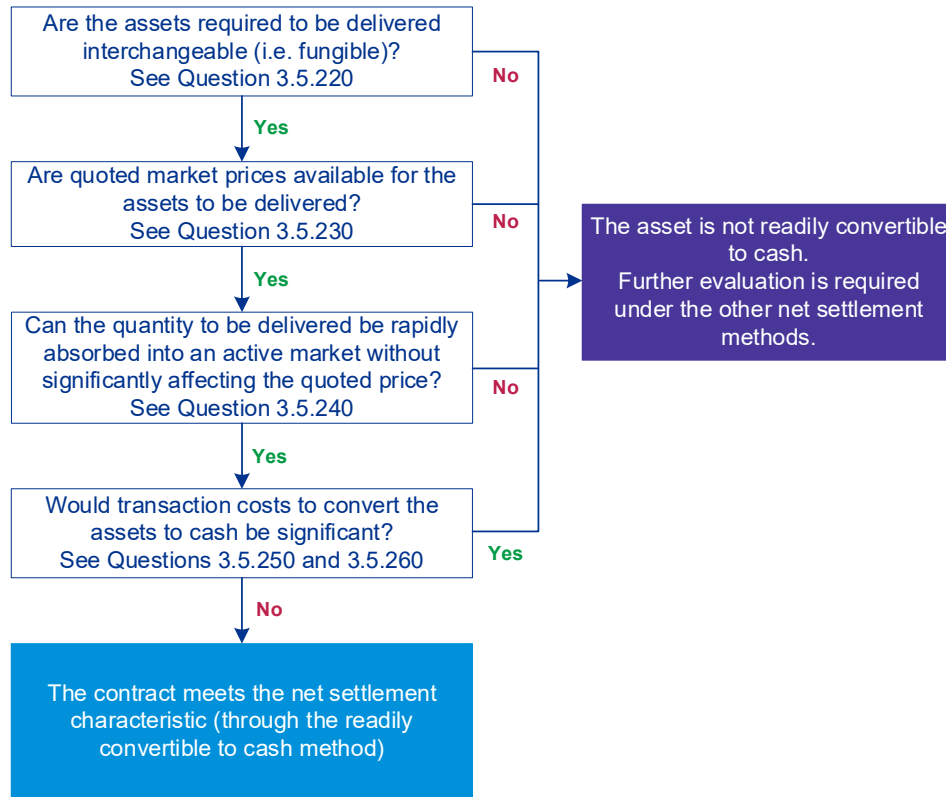 Are the assets required to be delivered
interchangeable (i.e. fungible)?
See Question 3.5.220
No
Yes
Are quoted market prices available for the
assets to be delivered?
See Question 3.5.230
No
Yes
The asset is not readily convertible
to cash.
Further evaluation is required
under the other net settlement
methods.
Can the quantity to be delivered be rapidly
absorbed into an active market without
significantly affecting the quoted price?
See Question 3.5.240
No
Yes
Would transaction costs to convert the
assets to cash be significant?
See Questions 3.5.250 and 3.5.260
Yes
No
The contract meets the net settlement
characteristic (through the readily
convertible to cash method)